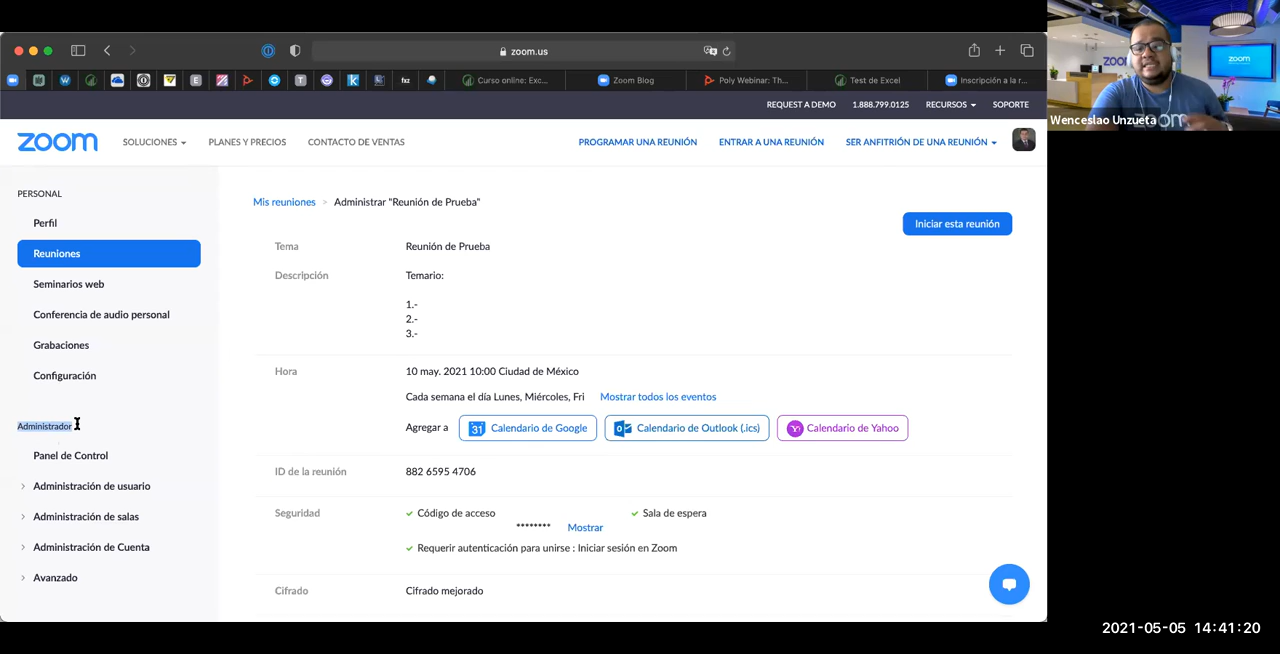 zoom.us
Curso online: Exc...
Zoom Blog
Poly Webinar: Th...
Test de Excel
Inscripción a la r...
REQUEST A DEMO 1.888.799.0125 RECURSOS SOPORTE
zoom SOLUCIONES PLANES Y PRECIOS CONTACTO DE VENTAS PROGRAMAR UNA REUNIÓN ENTRAR A UNA REUNIÓN SER ANFITRIÓN DE UNA REUNIÓN
PERSONAL
Perfil
Reuniones
Seminarios web
Conferencia de audio personal
Grabaciones
Configuración
Administrador
Panel de Control
Administración de usuario
Administración de salas
Administración de Cuenta
Avanzado
Mis reuniones > Administrar "Reunión de Prueba"
Iniciar esta reunión
Tema Reunión de Prueba
Descripción Temario:
1.-
2.-
3.-
Hora 10 may. 2021 10:00 Ciudad de México
Cada semana el día Lunes, Miércoles, Fri Mostrar todos los eventos
Agregar a 31 Calendario de Google Calendario de Outlook (.ics) Calendario de Yahoo
ID de la reunión 882 6595 4706
Seguridad Código de acceso Sala de espera
******** Mostrar
Requerir autenticación para unirse : Iniciar sesión en Zoom
Cifrado Cifrado mejorado
zoom
Wenceslao Unzueta
zoom
2021-05-05 14:41:20